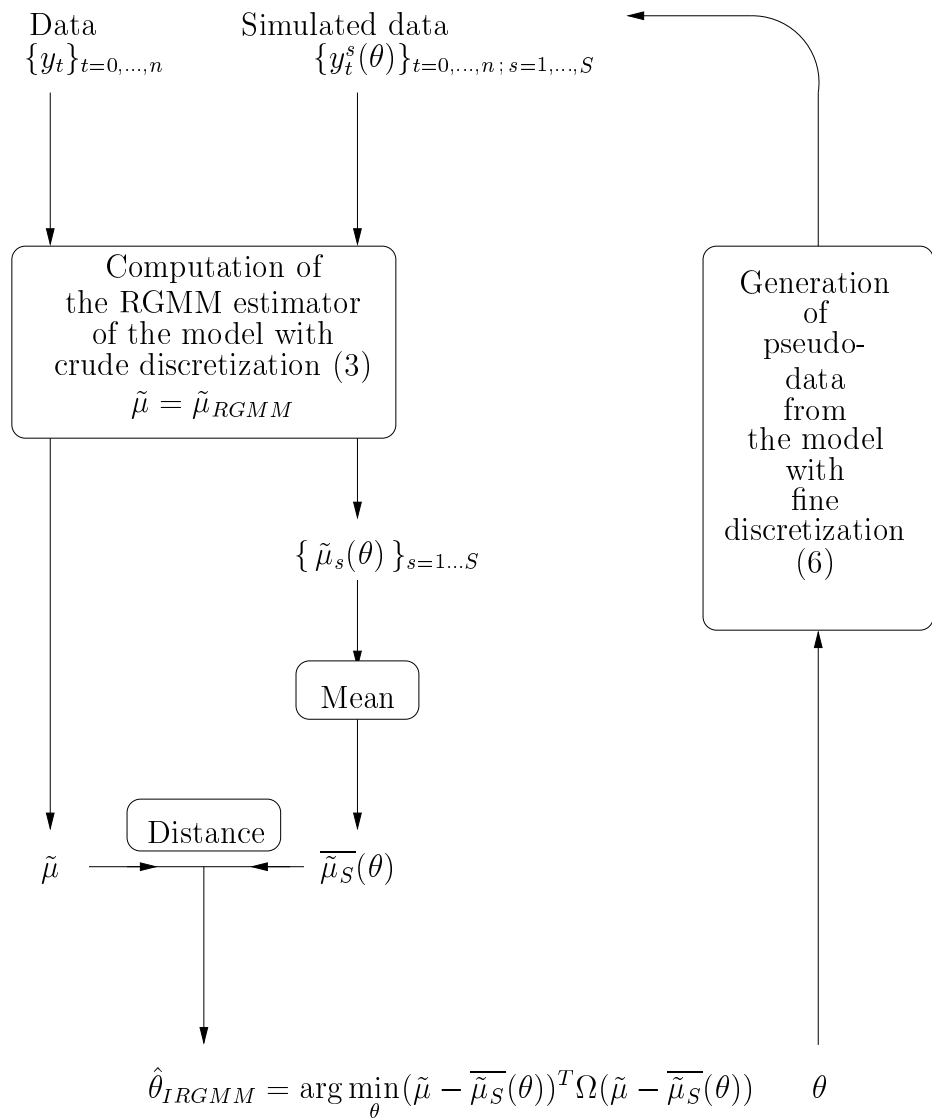 Data
{y_t}_{t=0,...,n}
Simulated data
{y_t^s(θ)}_{t=0,...,n ; s=1,...,S}
Computation of
the RGMM estimator
of the model with
crude discretization (3)
μ̃ = μ̃_{RGMM}
{ μ̃_s(θ) }_{s=1...S}
Mean
Distance
μ̃
\overline{μ̃_S}(θ)
Generation
of
pseudo-
data
from
the model
with
fine
discretization
(6)
θ̂_{IRGMM} = arg min_θ (μ̃ − \overline{μ̃_S}(θ))^T Ω(μ̃ − \overline{μ̃_S}(θ))
θ